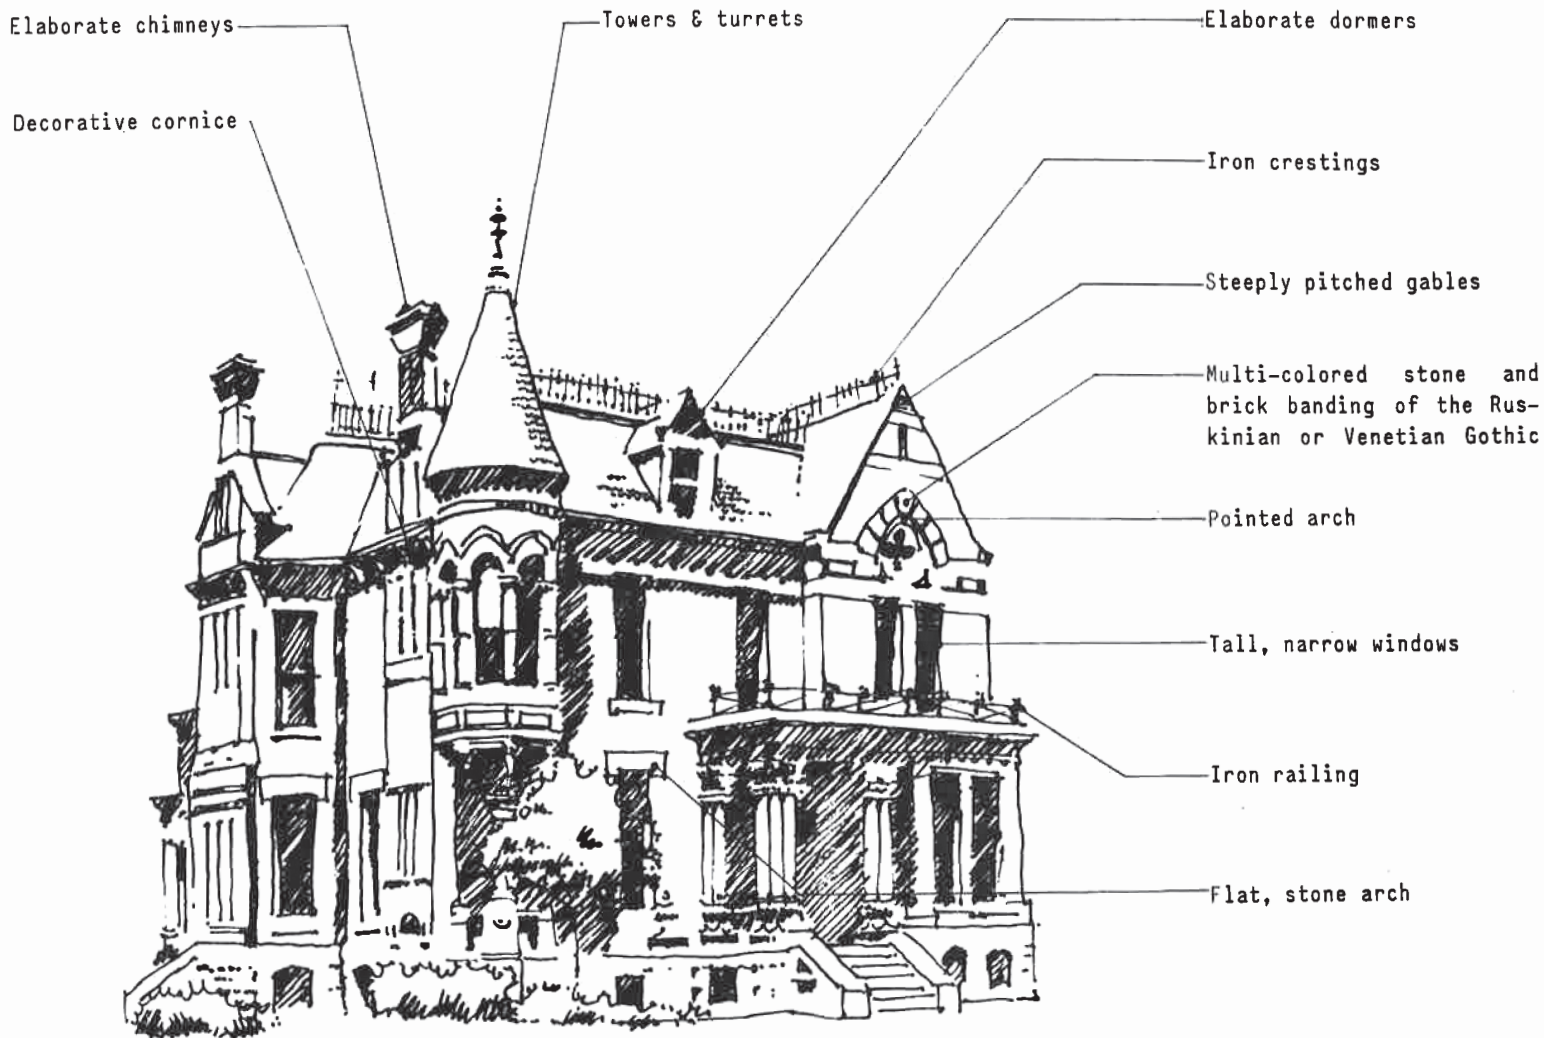 Elaborate chimneys
Towers & turrets
Elaborate dormers
Decorative cornice
Iron crestings
Steeply pitched gables
Multi-colored stone and
brick banding of the Rus-
kinian or Venetian Gothic
Pointed arch
Tall, narrow windows
Iron railing
Flat, stone arch